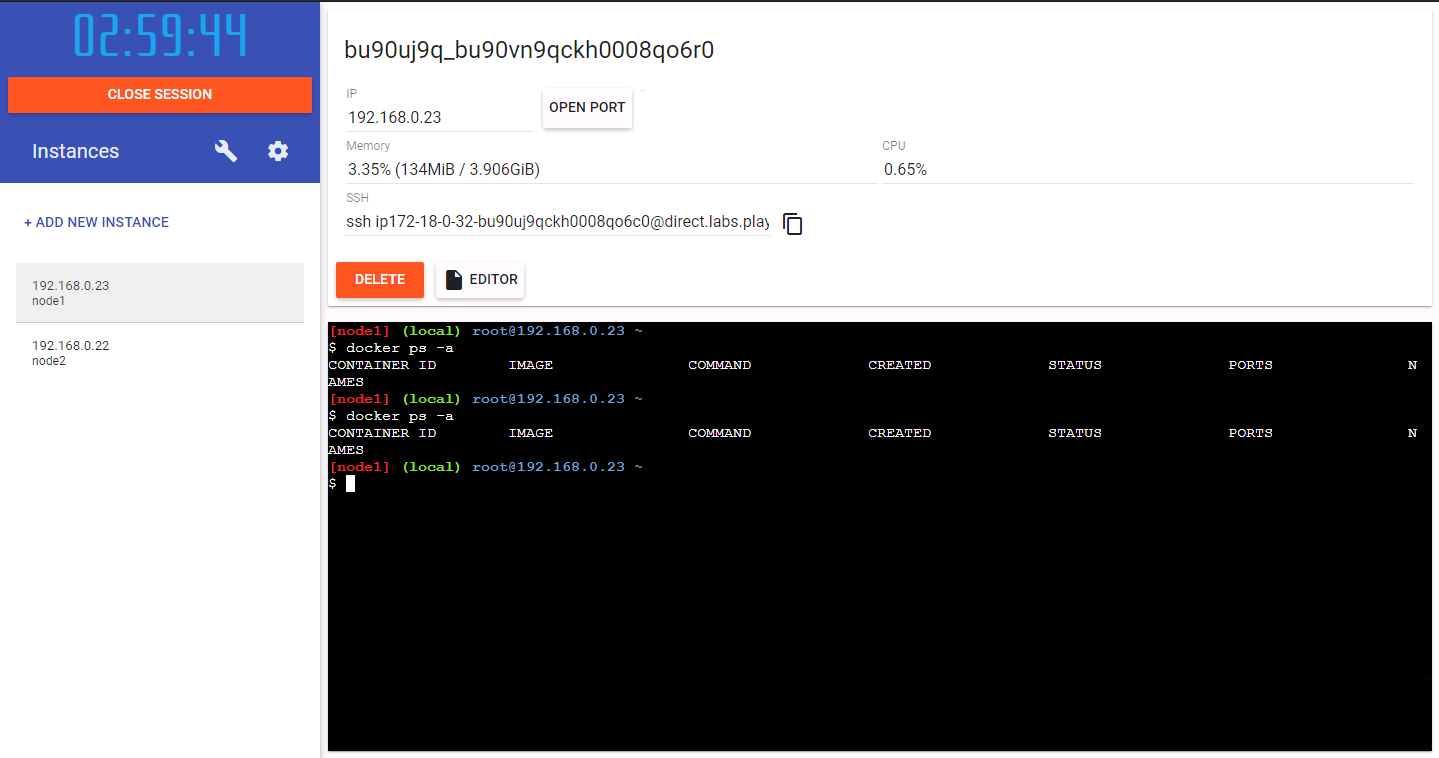 02:59:44
CLOSE SESSION
Instances
+ ADD NEW INSTANCE
192.168.0.23
node1
192.168.0.22
node2
bu90uj9q_bu90vn9qckh0008qo6r0
IP
192.168.0.23
OPEN PORT
Memory
3.35% (134MiB / 3.906GiB)
CPU
0.65%
SSH
ssh ip172-18-0-32-bu90uj9qckh0008qo6c0@direct.labs.play
DELETE
EDITOR
[node1] (local) root@192.168.0.23 ~
$ docker ps -a
CONTAINER ID IMAGE COMMAND CREATED STATUS PORTS N
AMES
[node1] (local) root@192.168.0.23 ~
$ docker ps -a
CONTAINER ID IMAGE COMMAND CREATED STATUS PORTS N
AMES
[node1] (local) root@192.168.0.23 ~
$